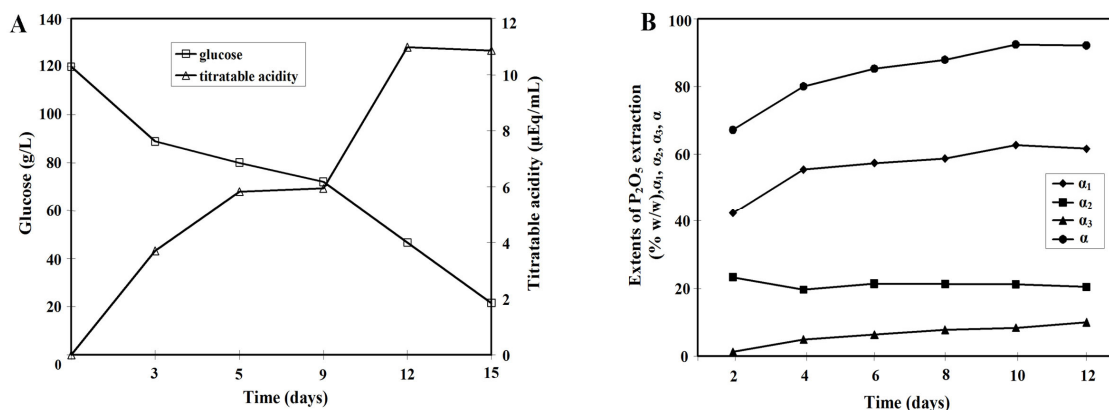 A
140
120
100
80
60
40
20
0
Glucose (g/L)
glucose
titratable acidity
12
10
8
6
4
2
0
Titratable acidity (µEq/mL)
3
5
9
12
15
Time (days)
B
100
80
60
40
20
0
Extents of P₂O₅ extraction
(% w/w),α₁, α₂, α₃, α
α₁
α₂
α₃
α
2
4
6
8
10
12
Time (days)